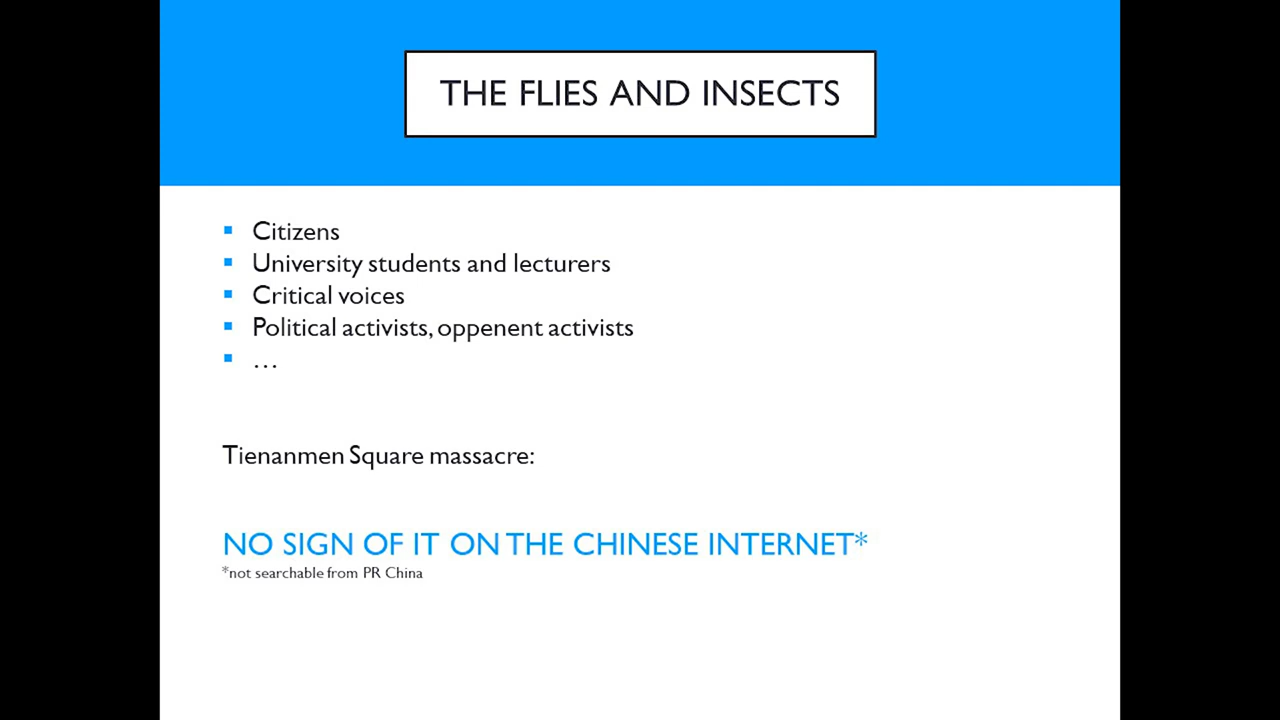 THE FLIES AND INSECTS
Citizens
University students and lecturers
Critical voices
Political activists, oppenent activists
…
Tienanmen Square massacre:
NO SIGN OF IT ON THE CHINESE INTERNET*
*not searchable from PR China